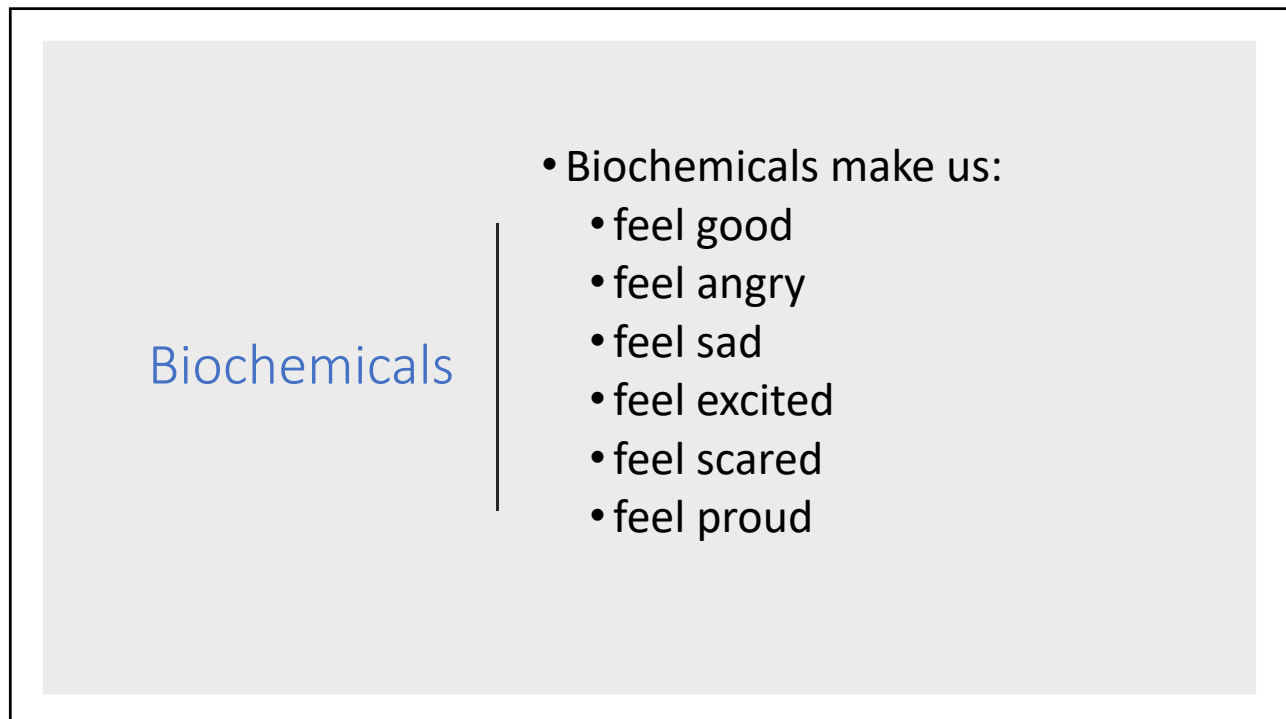 Biochemicals
• Biochemicals make us:
• feel good
• feel angry
• feel sad
• feel excited
• feel scared
• feel proud